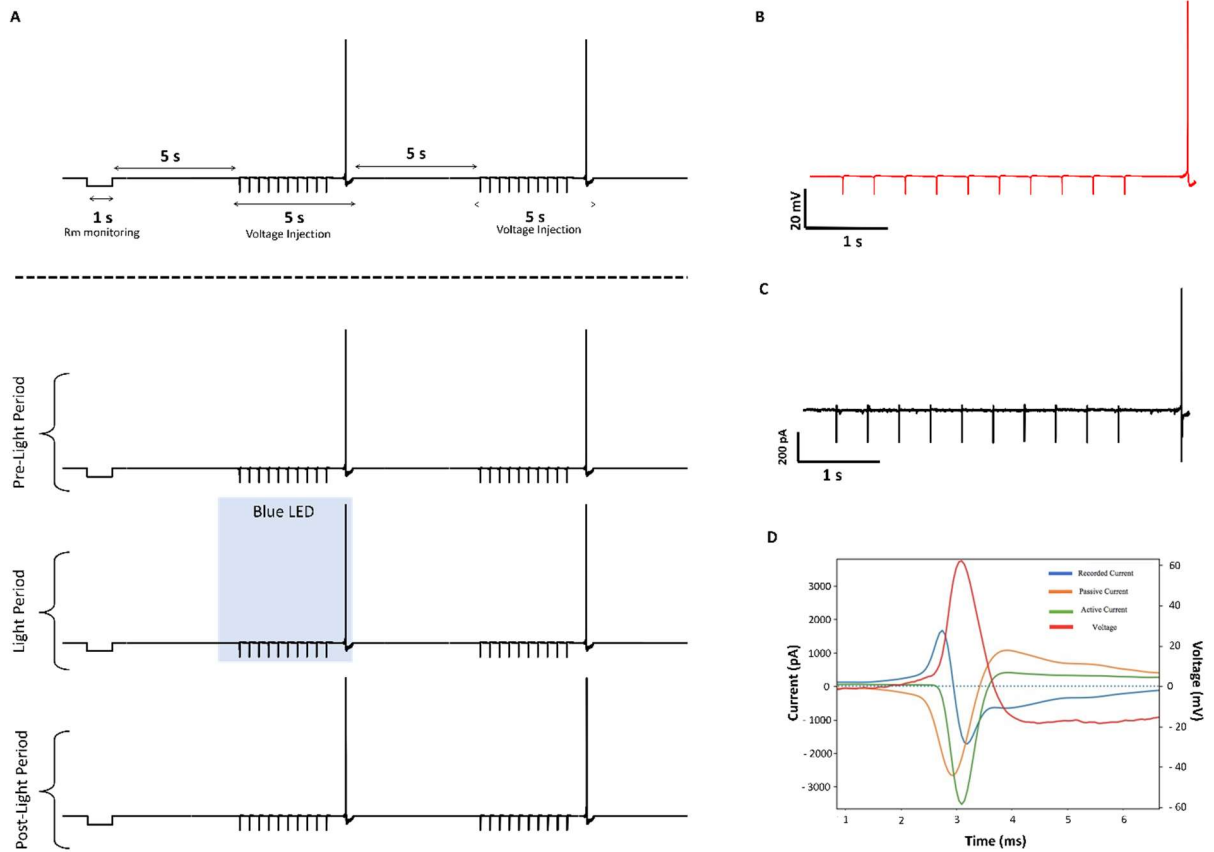 A
5 s
5 s
1 s
Rm monitoring
5 s
Voltage Injection
5 s
Voltage Injection
Pre-Light Period
Blue LED
Light Period
Post-Light Period
B
20 mV
1 s
C
200 pA
1 s
D
Recorded Current
Passive Current
Active Current
Voltage
Current (pA)
3000
2000
1000
0
- 1000
- 2000
- 3000
Voltage (mV)
60
40
20
0
- 20
- 40
- 60
1
2
3
4
5
6
Time (ms)